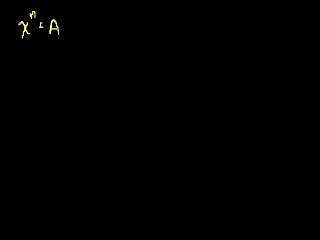 xⁿ = A